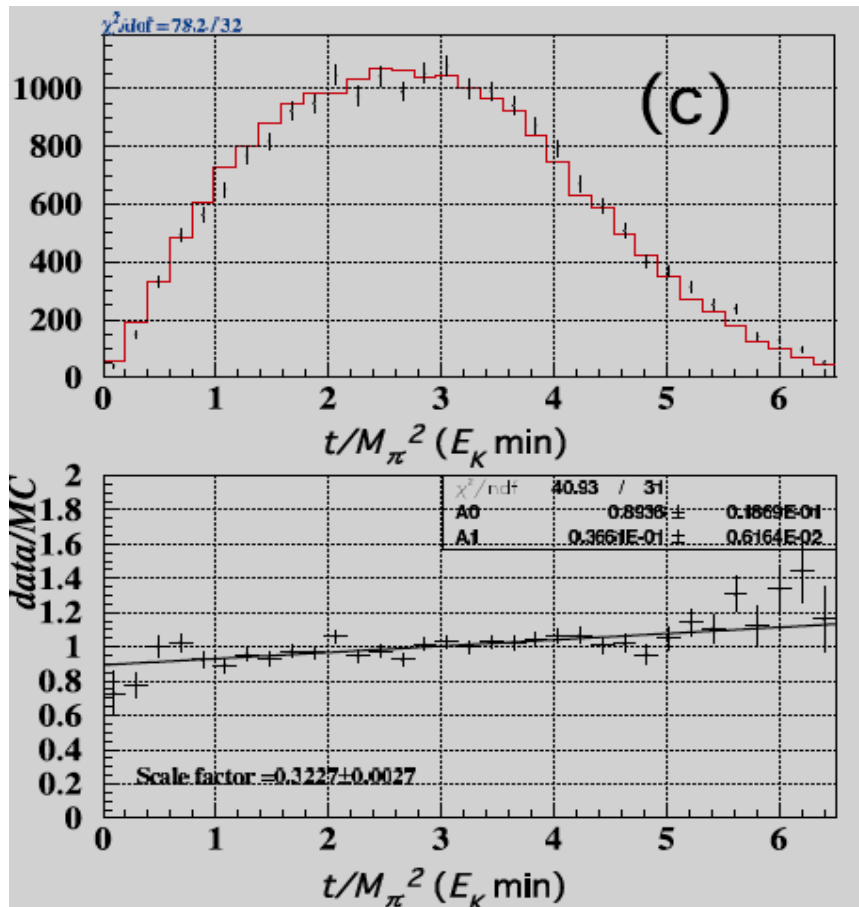 χ²/dof = 78.2 / 32
1000
800
600
400
200
0
(c)
0 1 2 3 4 5 6
t/Mπ² (EK min)
data/MC
2
1.8
1.6
1.4
1.2
1
0.8
0.6
0.4
0.2
0
χ²/ndf 40.93 / 31
A0 0.8936 ± 0.1869E-01
A1 0.3661E-01 ± 0.6164E-02
Scale factor =0.3227±0.0027
0 1 2 3 4 5 6
t/Mπ² (EK min)